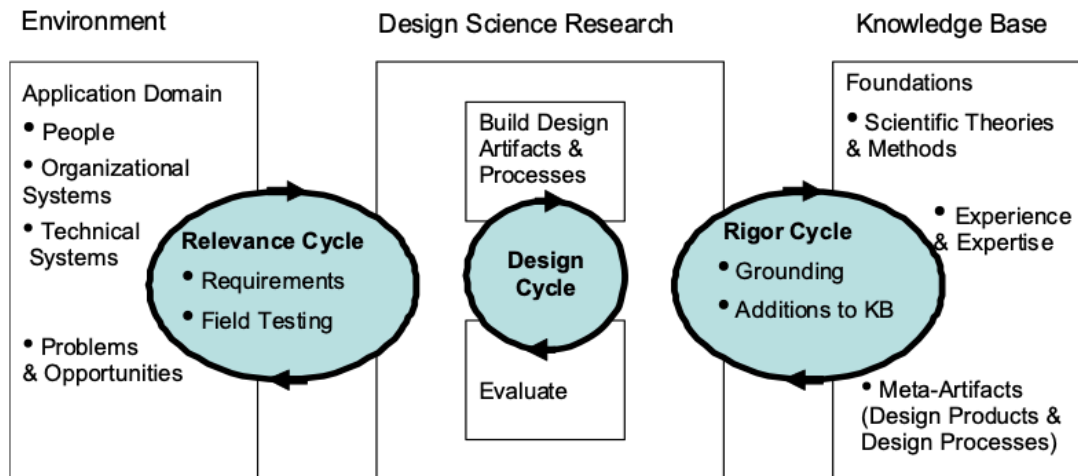 Environment
Design Science Research
Knowledge Base
Application Domain
• People
• Organizational
Systems
• Technical
Systems
• Problems
& Opportunities
Relevance Cycle
• Requirements
• Field Testing
Build Design
Artifacts &
Processes
Design
Cycle
Evaluate
Rigor Cycle
• Grounding
• Additions to KB
Foundations
• Scientific Theories
& Methods
• Experience
& Expertise
• Meta-Artifacts
(Design Products &
Design Processes)